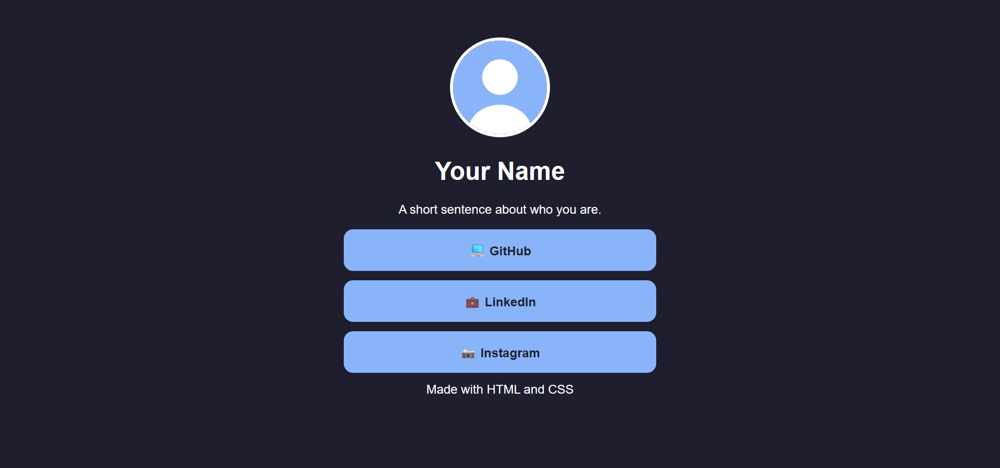 Your Name
A short sentence about who you are.
💻 GitHub
💼 LinkedIn
📸 Instagram
Made with HTML and CSS